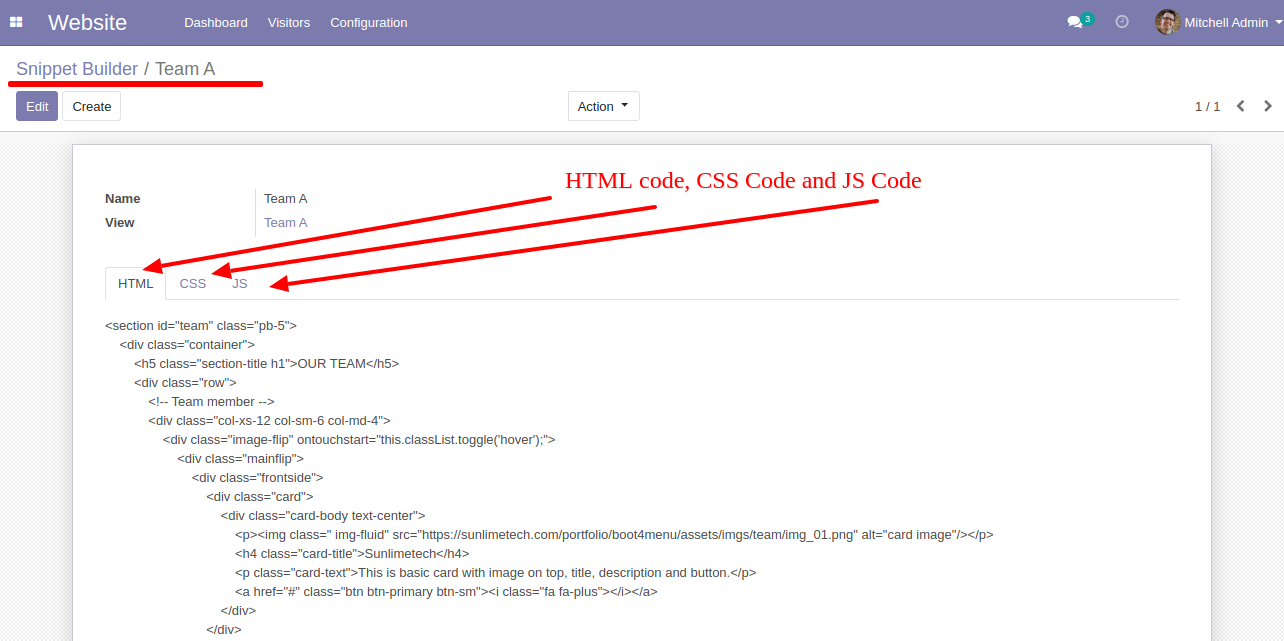 Website Dashboard Visitors Configuration 3 Mitchell Admin
Snippet Builder / Team A
Edit Create Action 1 / 1
HTML code, CSS Code and JS Code
Name Team A
View Team A
HTML CSS JS
<section id="team" class="pb-5">
<div class="container">
<h5 class="section-title h1">OUR TEAM</h5>
<div class="row">
<!-- Team member -->
<div class="col-xs-12 col-sm-6 col-md-4">
<div class="image-flip" ontouchstart="this.classList.toggle('hover');">
<div class="mainflip">
<div class="frontside">
<div class="card">
<div class="card-body text-center">
<p><img class=" img-fluid" src="https://sunlimetech.com/portfolio/boot4menu/assets/imgs/team/img_01.png" alt="card image"/></p>
<h4 class="card-title">Sunlimetech</h4>
<p class="card-text">This is basic card with image on top, title, description and button.</p>
<a href="#" class="btn btn-primary btn-sm"><i class="fa fa-plus"></i></a>
</div>
</div>